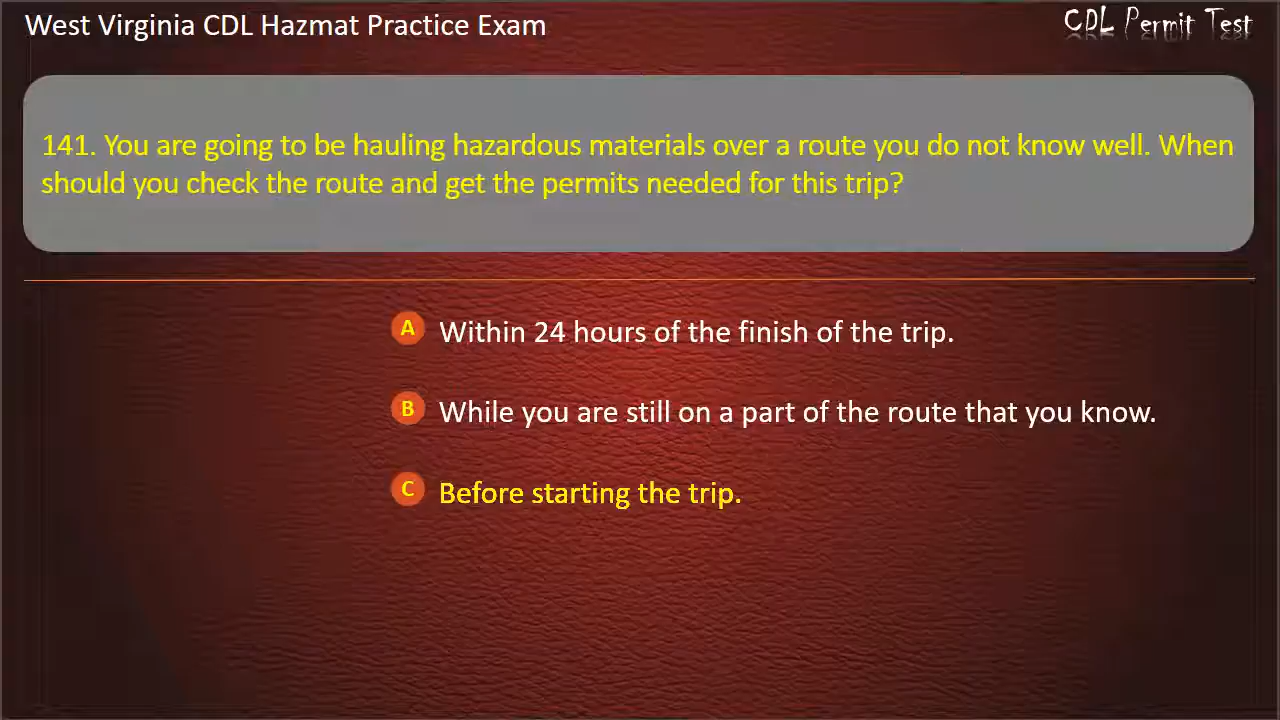 West Virginia CDL Hazmat Practice Exam
CDL Permit Test
141. You are going to be hauling hazardous materials over a route you do not know well. When
should you check the route and get the permits needed for this trip?
A Within 24 hours of the finish of the trip.
B While you are still on a part of the route that you know.
C Before starting the trip.